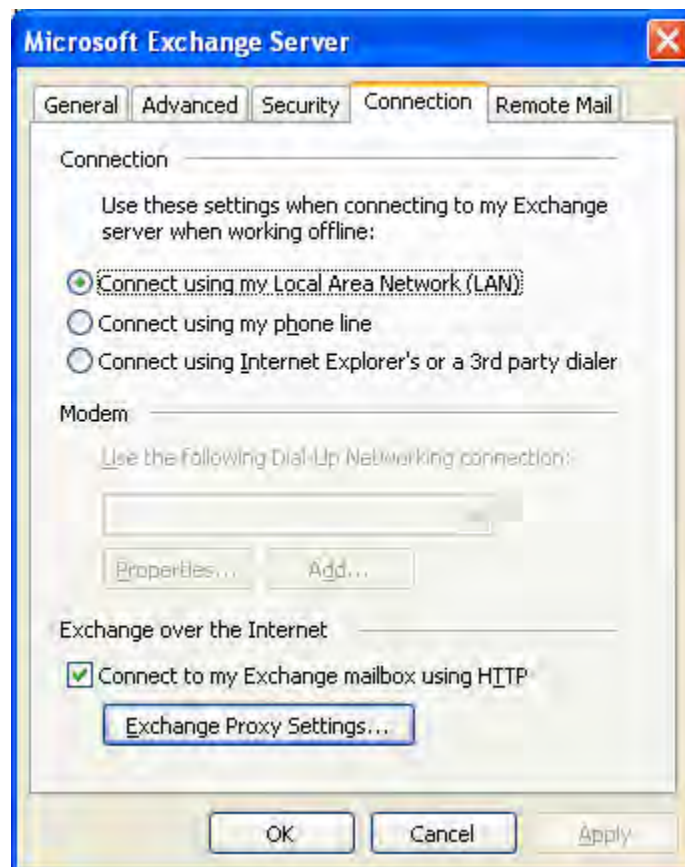 Microsoft Exchange Server
General Advanced Security Connection Remote Mail
Connection
Use these settings when connecting to my Exchange
server when working offline:
Connect using my Local Area Network (LAN)
Connect using my phone line
Connect using Internet Explorer's or a 3rd party dialer
Modem
Use the following Dial-Up Networking connection:
Properties... Add...
Exchange over the Internet
Connect to my Exchange mailbox using HTTP
Exchange Proxy Settings...
OK Cancel Apply